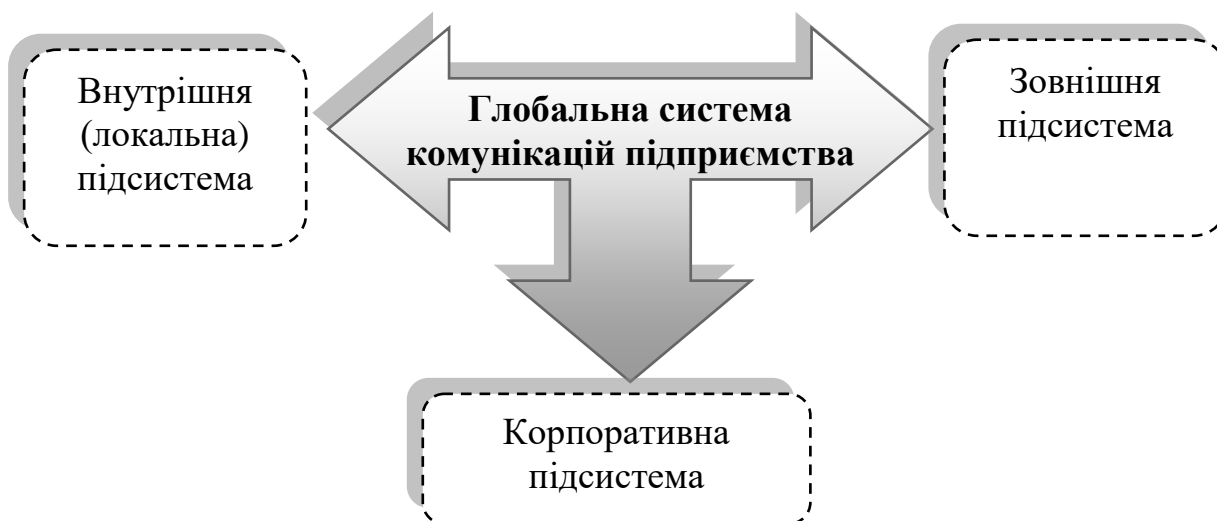 Внутрішня
(локальна)
підсистема
Глобальна система
комунікацій підприємства
Зовнішня
підсистема
Корпоративна
підсистема